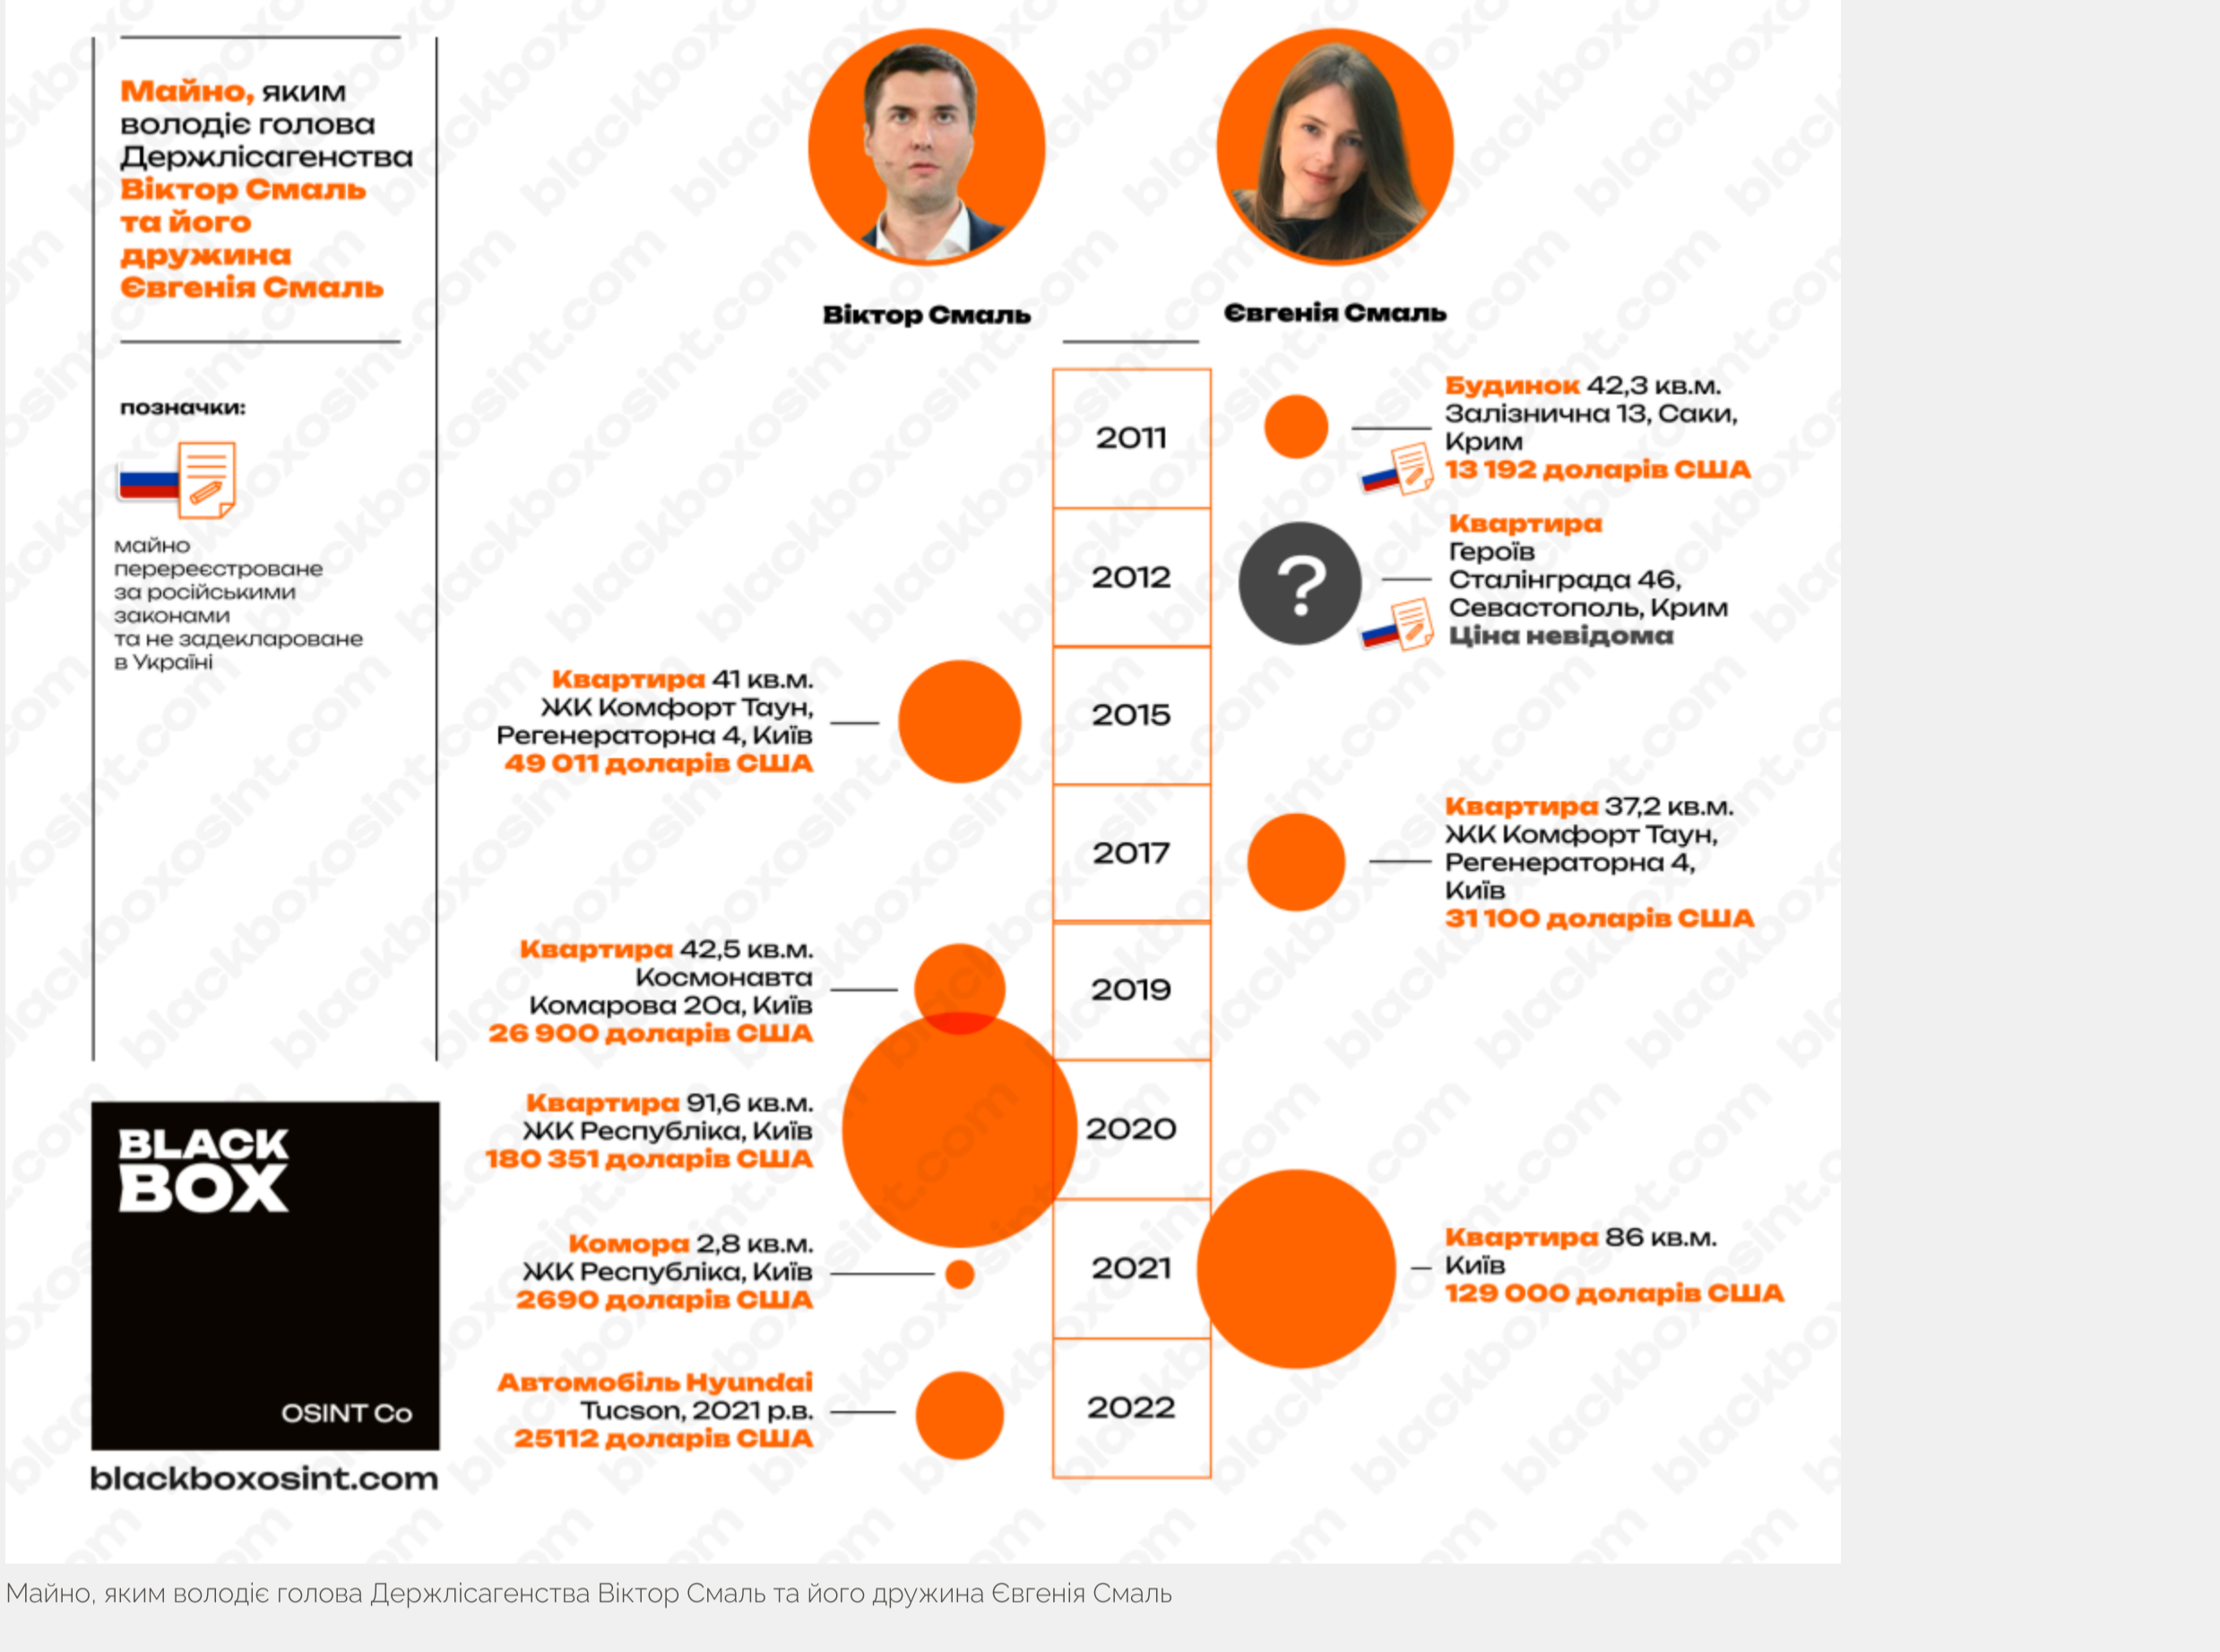 Майно, яким
володіє голова
Держлісагенства
Віктор Смаль
та його
дружина
Євгенія Смаль
позначки:
майно
перереєстроване
за російськими
законами
та не задеклароване
в Україні
BLACK
BOX
OSINT Co
blackboxosint.com
Віктор Смаль
Євгенія Смаль
2011
Будинок 42,3 кв.м.
Залізнична 13, Саки,
Крим
13 192 доларів США
2012
?
Квартира
Героїв
Сталінграда 46,
Севастополь, Крим
Ціна невідома
Квартира 41 кв.м.
ЖК Комфорт Таун,
Регенераторна 4, Київ
49 011 доларів США
2015
2017
Квартира 37,2 кв.м.
ЖК Комфорт Таун,
Регенераторна 4,
Київ
31 100 доларів США
Квартира 42,5 кв.м.
Космонавта
Комарова 20а, Київ
26 900 доларів США
2019
Квартира 91,6 кв.м.
ЖК Республіка, Київ
180 351 доларів США
2020
Комора 2,8 кв.м.
ЖК Республіка, Київ
2690 доларів США
2021
Квартира 86 кв.м.
Київ
129 000 доларів США
Автомобіль Hyundai
Tucson, 2021 р.в.
25112 доларів США
2022
Майно, яким володіє голова Держлісагенства Віктор Смаль та його дружина Євгенія Смаль